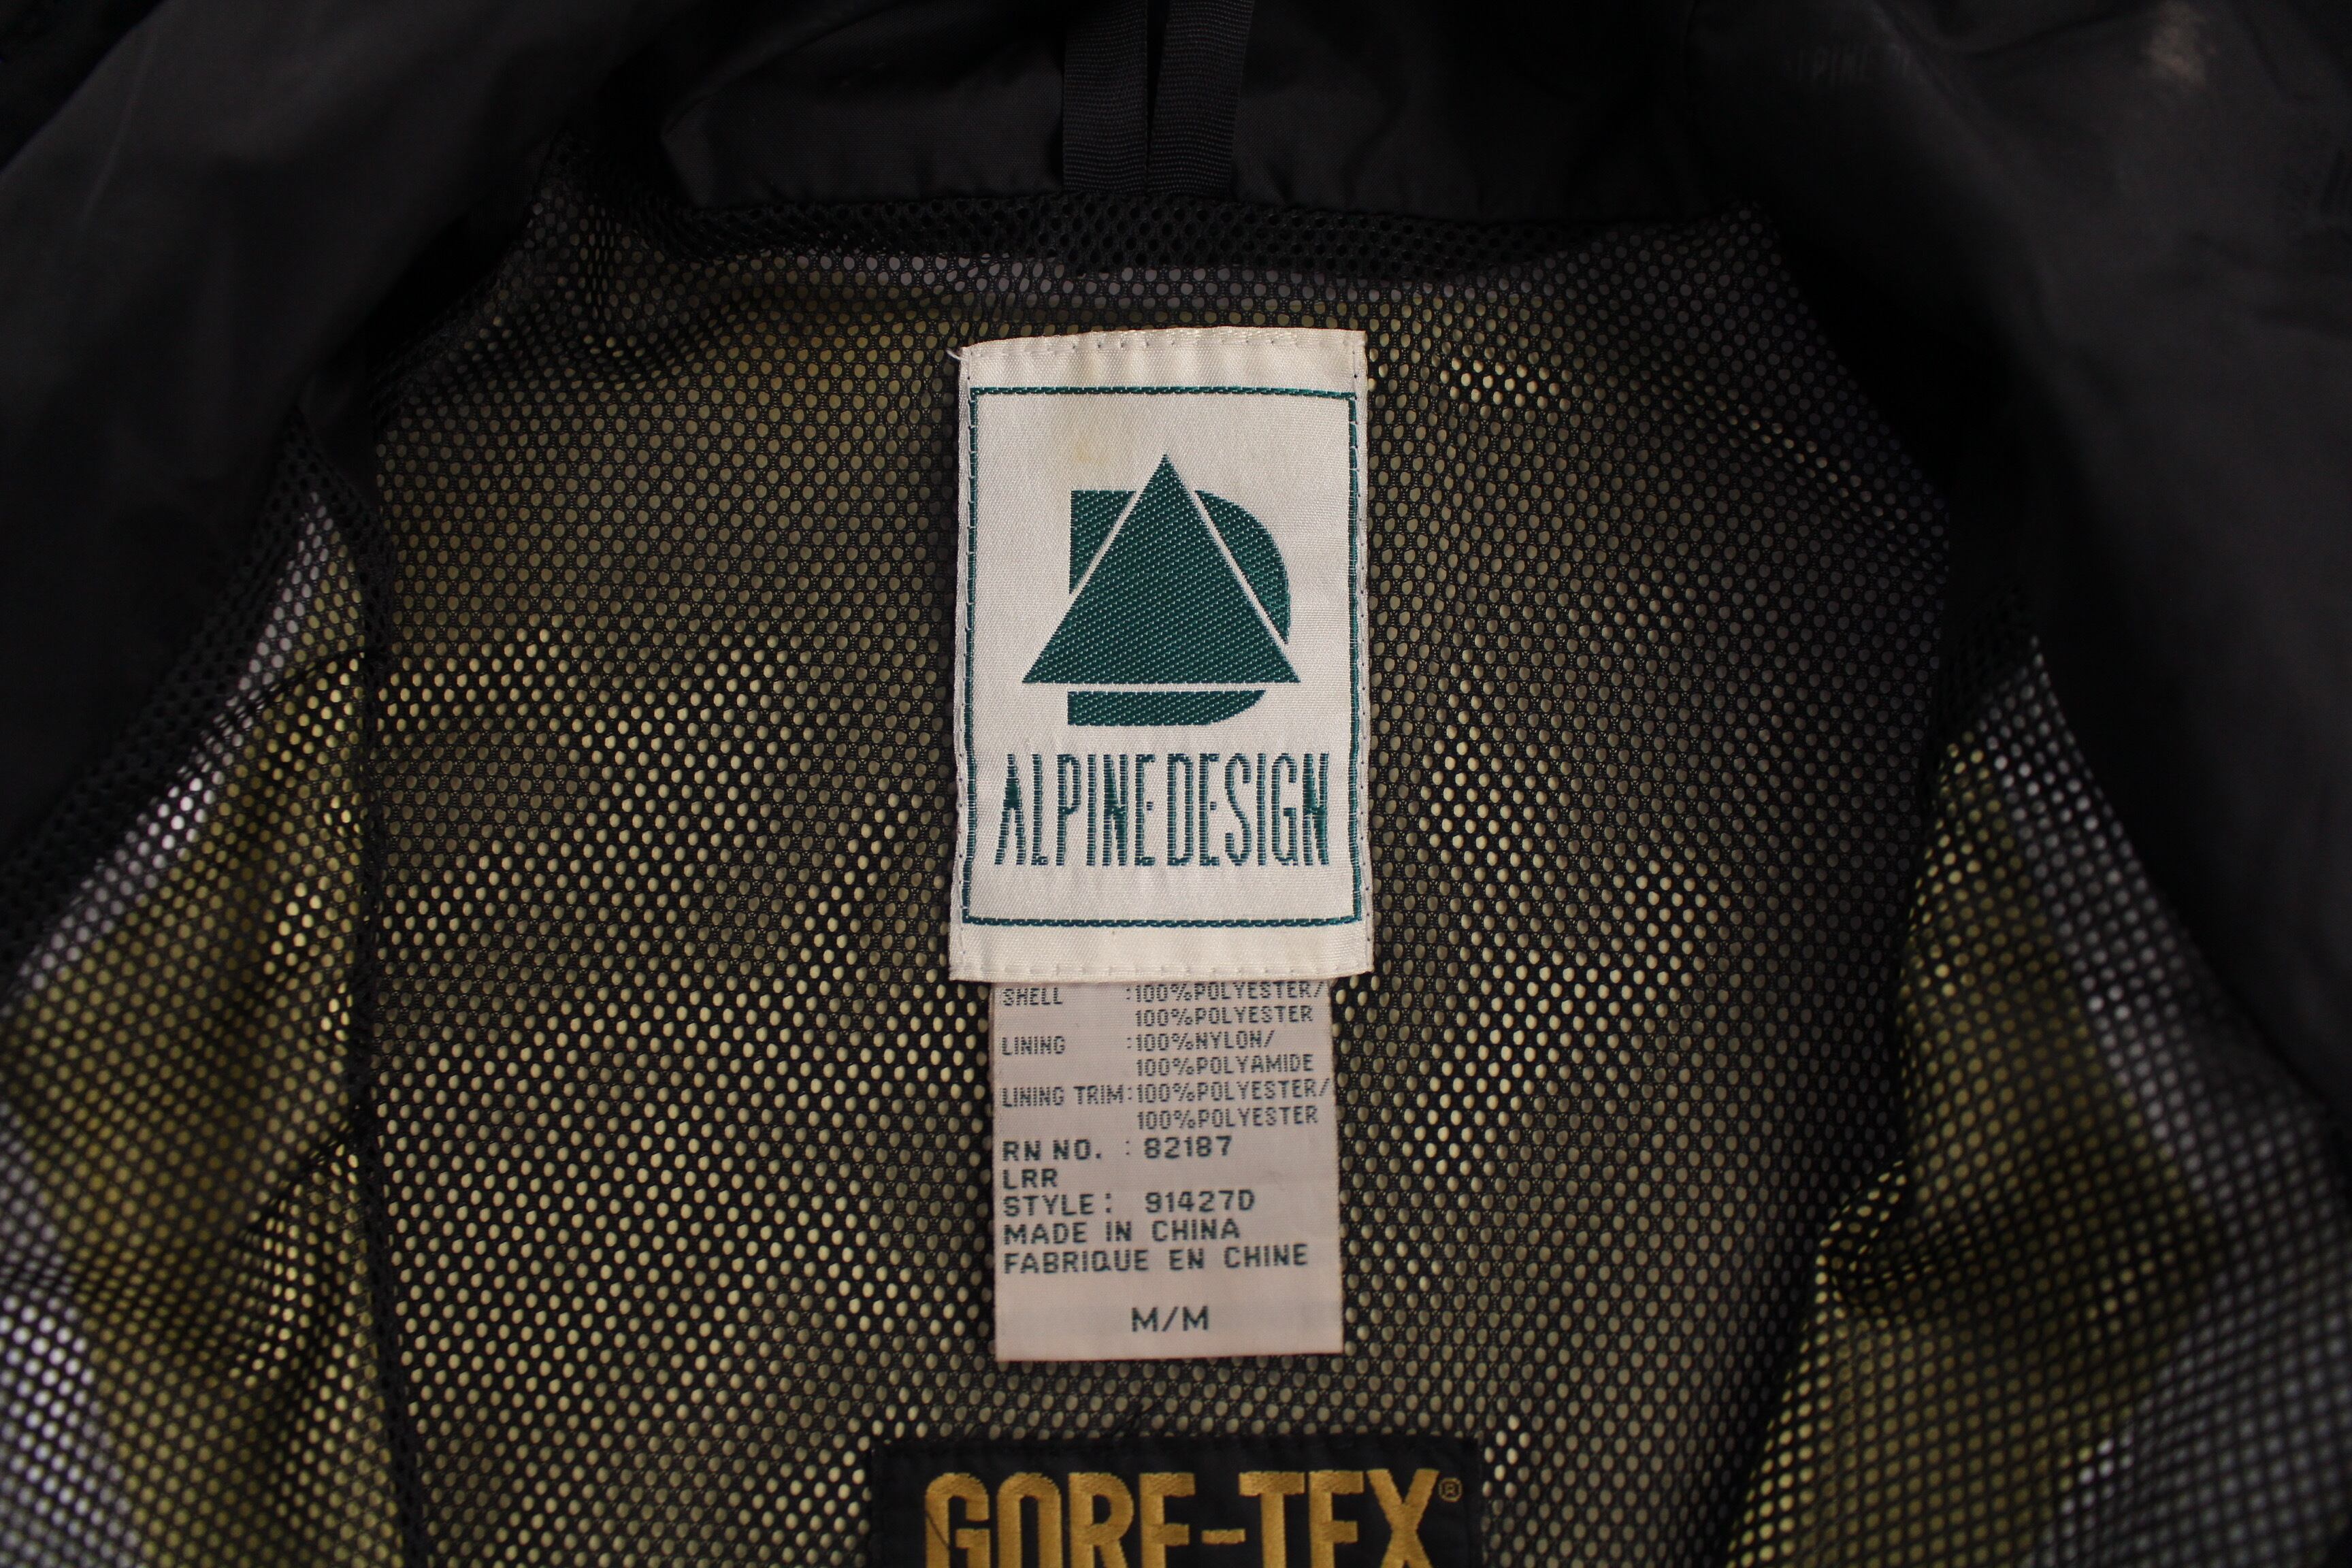 ALPINE DESIGN
SHELL :100%POLYESTER/
100%POLYESTER
LINING :100%NYLON/
100%POLYAMIDE
LINING TRIM:100%POLYESTER/
100%POLYESTER
RN NO. : 82187
LRR
STYLE: 91427D
MADE IN CHINA
FABRIQUE EN CHINE
M/M
GORE-TEX®